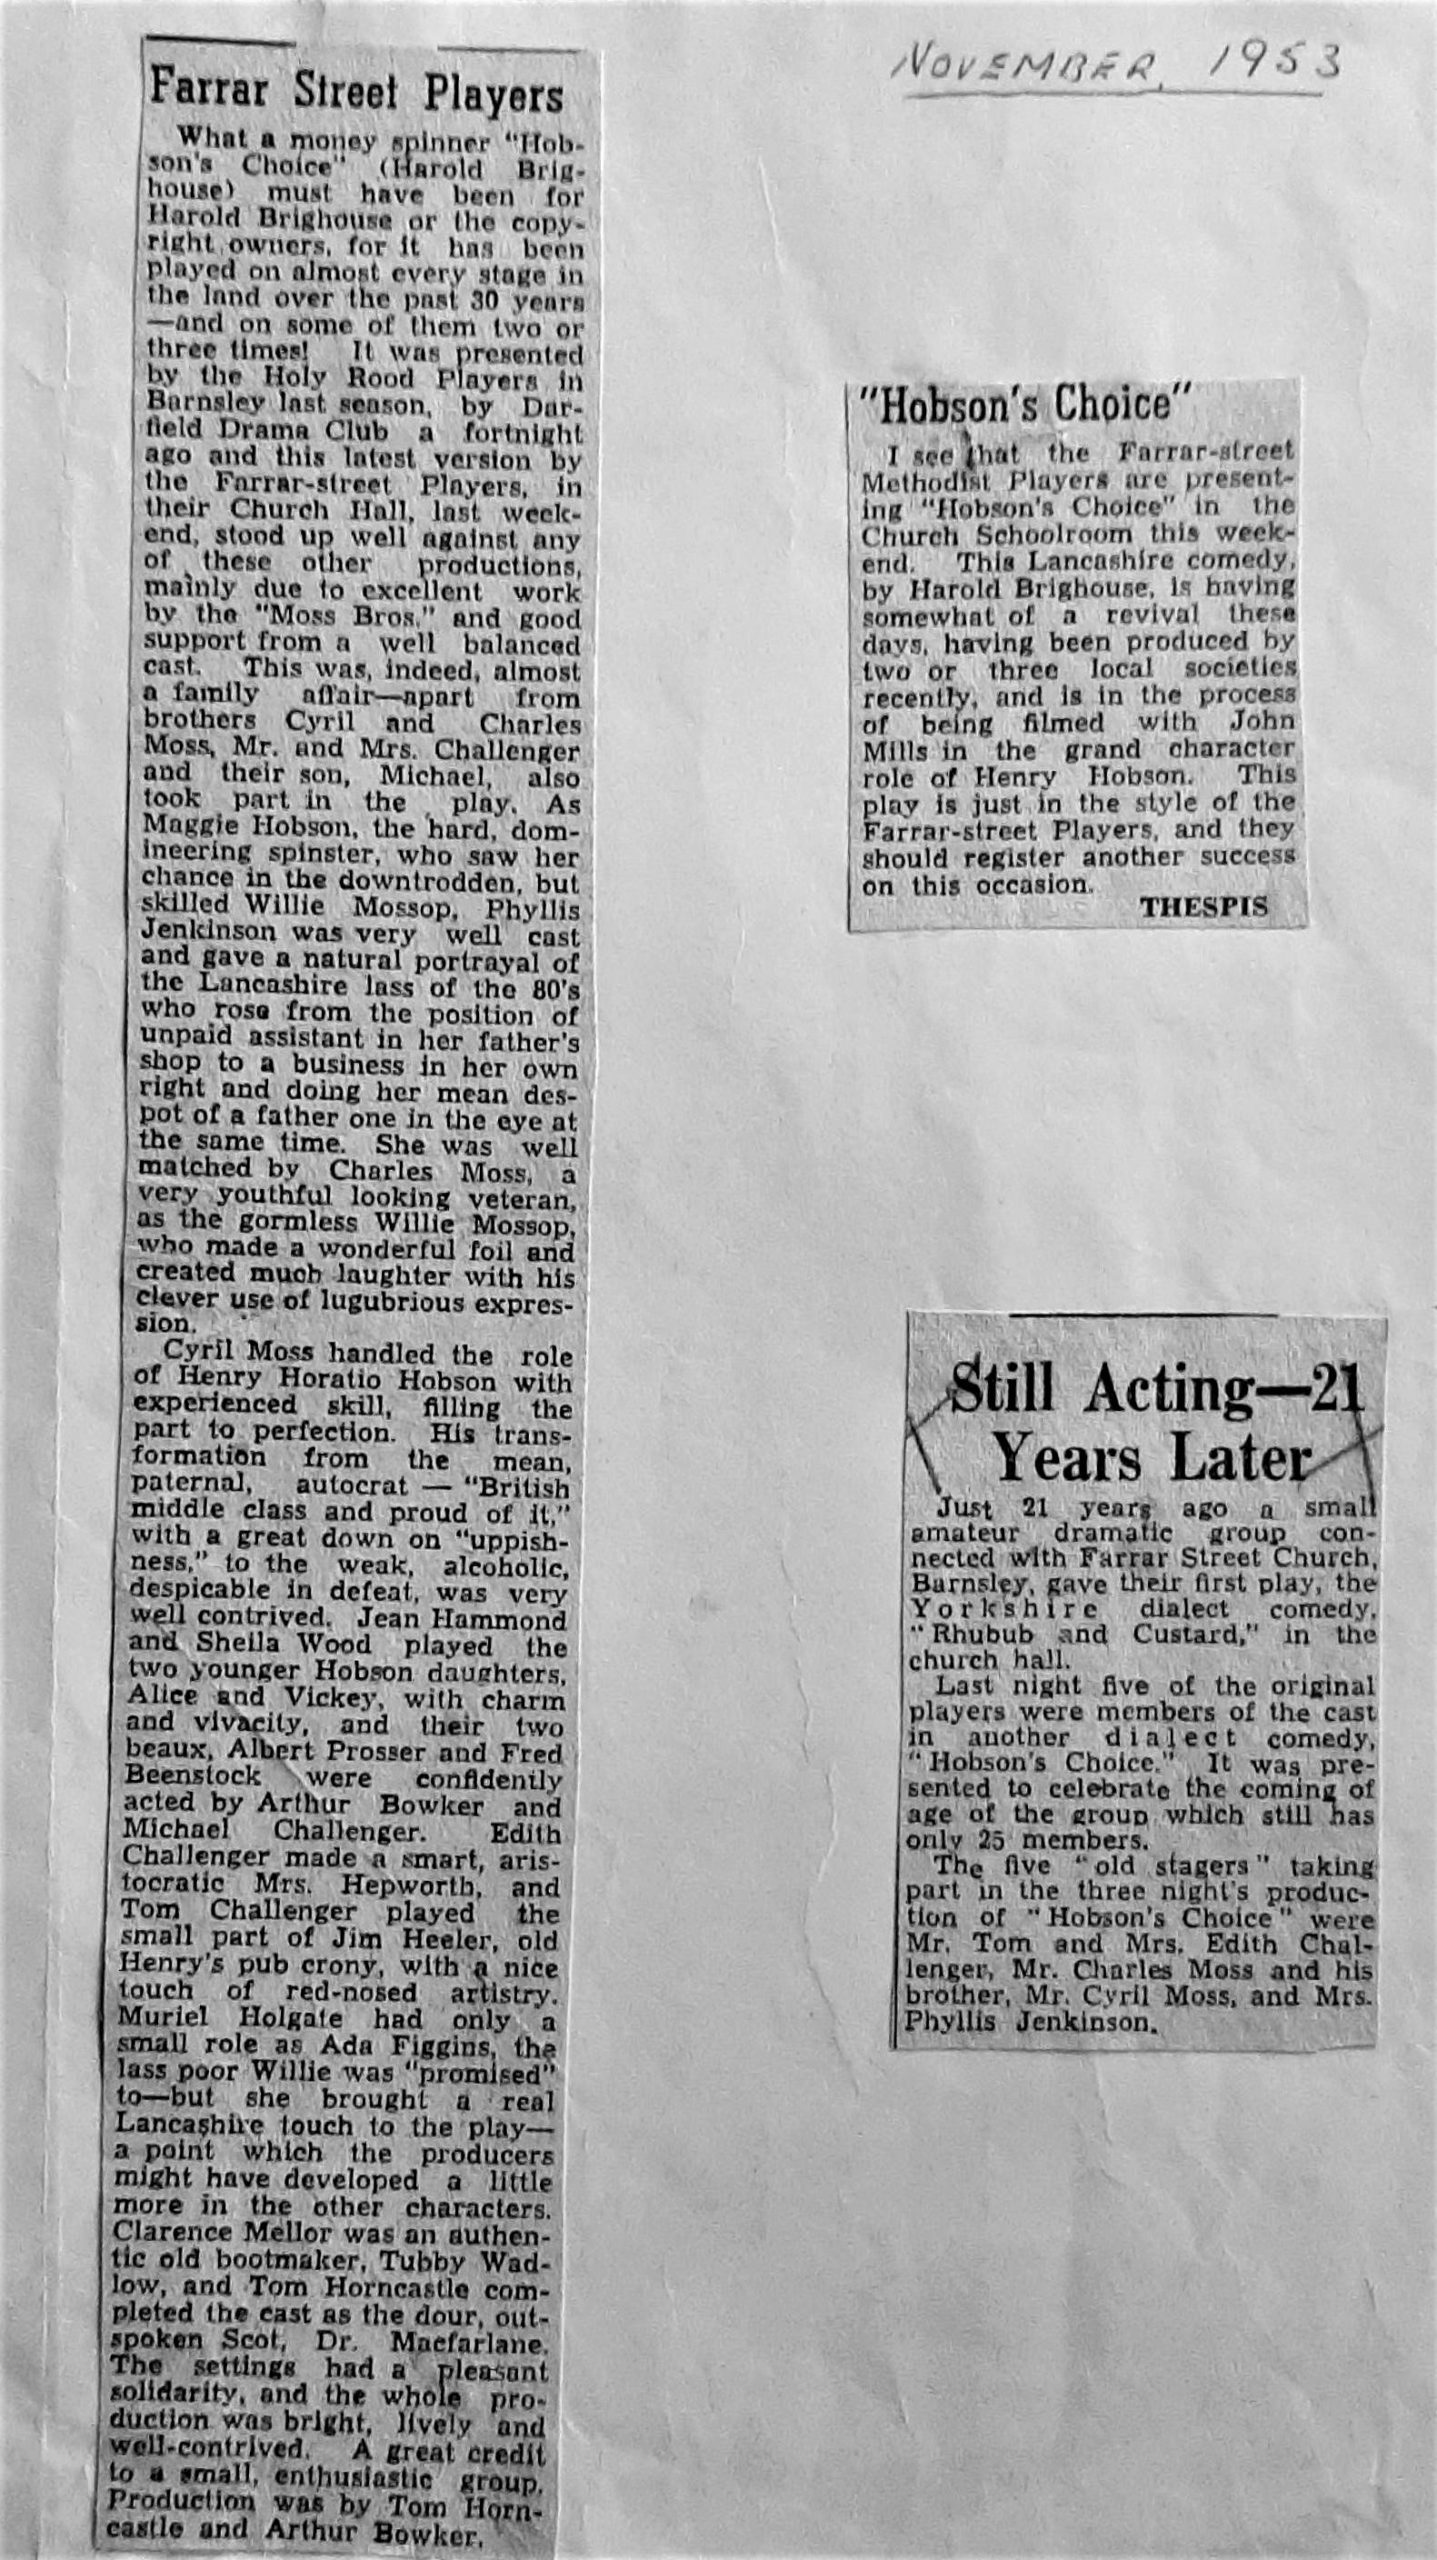 NOVEMBER, 1953
Farrar Street Players
What a money spinner "Hob-
son's Choice" (Harold Brig-
house) must have been for
Harold Brighouse or the copy-
right owners, for it has been
played on almost every stage in
the land over the past 30 years
—and on some of them two or
three times! It was presented
by the Holy Rood Players in
Barnsley last season, by Dar-
field Drama Club a fortnight
ago and this latest version by
the Farrar-street Players, in
their Church Hall, last week-
end, stood up well against any
of these other productions,
mainly due to excellent work
by the "Moss Bros." and good
support from a well balanced
cast. This was, indeed, almost
a family affair—apart from
brothers Cyril and Charles
Moss, Mr. and Mrs. Challenger
and their son, Michael, also
took part in the play. As
Maggie Hobson, the hard, dom-
ineering spinster, who saw her
chance in the downtrodden, but
skilled Willie Mossop, Phyllis
Jenkinson was very well cast
and gave a natural portrayal of
the Lancashire lass of the 80's
who rose from the position of
unpaid assistant in her father's
shop to a business in her own
right and doing her mean des-
pot of a father one in the eye at
the same time. She was well
matched by Charles Moss, a
very youthful looking veteran,
as the gormless Willie Mossop,
who made a wonderful foil and
created much laughter with his
clever use of lugubrious expres-
sion.
Cyril Moss handled the role
of Henry Horatio Hobson with
experienced skill, filling the
part to perfection. His trans-
formation from the mean,
paternal, autocrat — "British
middle class and proud of it,"
with a great down on "uppish-
ness," to the weak, alcoholic,
despicable in defeat, was very
well contrived. Jean Hammond
and Sheila Wood played the
two younger Hobson daughters,
Alice and Vickey, with charm
and vivacity, and their two
beaux, Albert Prosser and Fred
Beenstock were confidently
acted by Arthur Bowker and
Michael Challenger. Edith
Challenger made a smart, aris-
tocratic Mrs. Hepworth, and
Tom Challenger played the
small part of Jim Heeler, old
Henry's pub crony, with a nice
touch of red-nosed artistry.
Muriel Holgate had only a
small role as Ada Figgins, the
lass poor Willie was "promised"
to—but she brought a real
Lancashire touch to the play—
a point which the producers
might have developed a little
more in the other characters.
Clarence Mellor was an authen-
tic old bootmaker, Tubby Wad-
low, and Tom Horncastle com-
pleted the cast as the dour, out-
spoken Scot, Dr. Macfarlane.
The settings had a pleasant
solidarity, and the whole pro-
duction was bright, lively and
well-contrived. A great credit
to a small, enthusiastic group.
Production was by Tom Horn-
castle and Arthur Bowker.
"Hobson's Choice"
I see that the Farrar-street
Methodist Players are present-
ing "Hobson's Choice" in the
Church Schoolroom this week-
end. This Lancashire comedy,
by Harold Brighouse, is having
somewhat of a revival these
days, having been produced by
two or three local societies
recently, and is in the process
of being filmed with John
Mills in the grand character
role of Henry Hobson. This
play is just in the style of the
Farrar-street Players, and they
should register another success
on this occasion.
THESPIS
Still Acting—21
Years Later
Just 21 years ago a small
amateur dramatic group con-
nected with Farrar Street Church,
Barnsley, gave their first play, the
Yorkshire dialect comedy,
"Rhubub and Custard," in the
church hall.
Last night five of the original
players were members of the cast
in another dialect comedy,
"Hobson's Choice." It was pre-
sented to celebrate the coming of
age of the group which still has
only 25 members.
The five "old stagers" taking
part in the three night's produc-
tion of "Hobson's Choice" were
Mr. Tom and Mrs. Edith Chal-
lenger, Mr. Charles Moss and his
brother, Mr. Cyril Moss, and Mrs.
Phyllis Jenkinson.